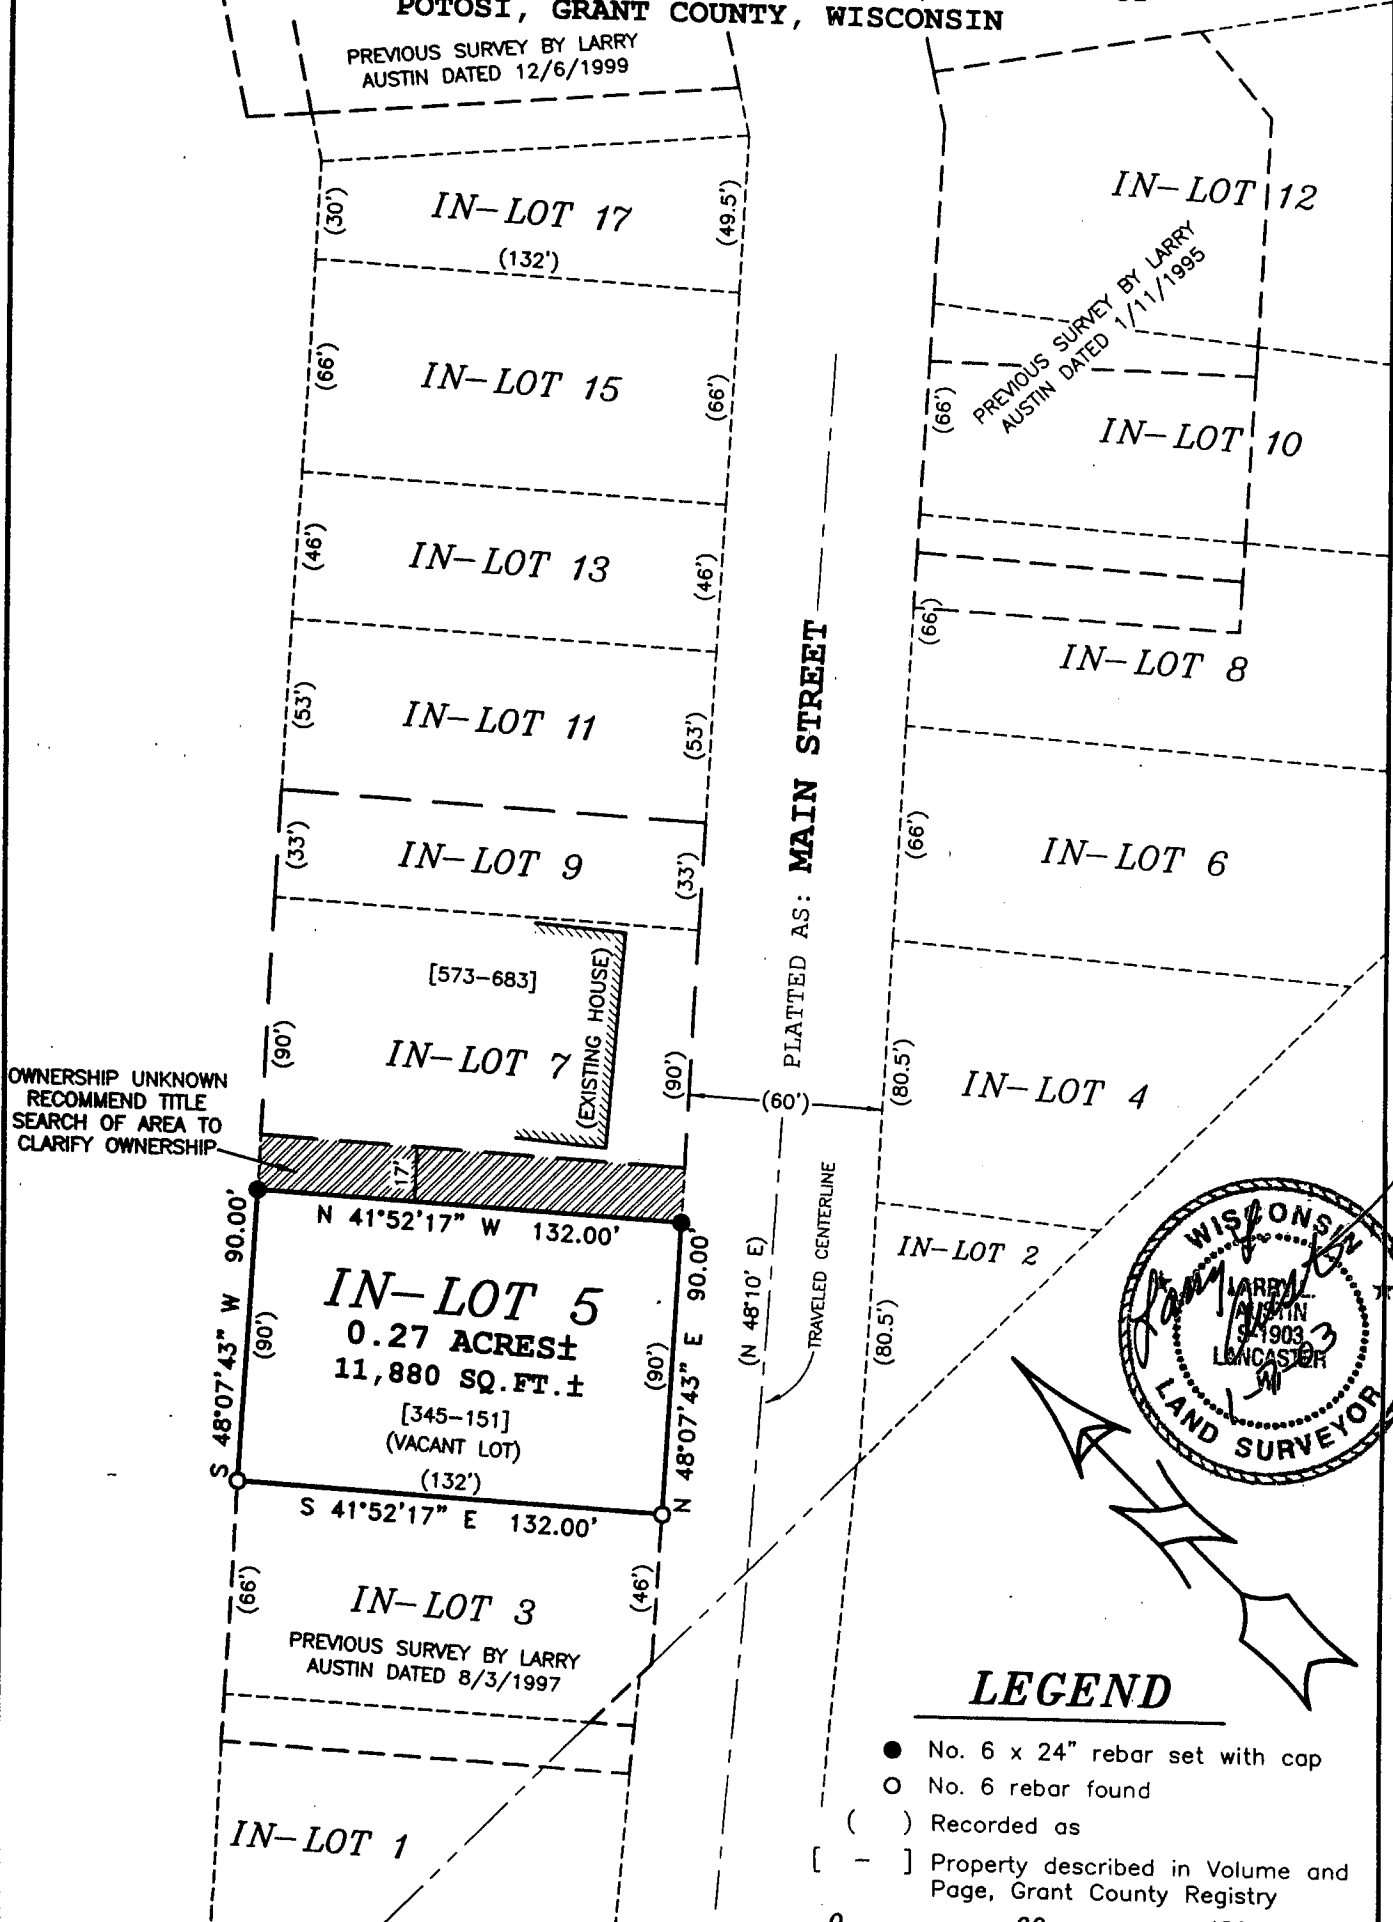 POTOSI, GRANT COUNTY, WISCONSIN
PREVIOUS SURVEY BY LARRY
AUSTIN DATED 12/6/1999
IN-LOT 17
(30')
(49.5')
(132')
IN-LOT 15
(66')
(66')
IN-LOT 13
(46')
(46')
IN-LOT 11
(53')
(53')
IN-LOT 9
(33')
(33')
[573-683]
IN-LOT 7
(EXISTING HOUSE)
(90')
(90')
OWNERSHIP UNKNOWN
RECOMMEND TITLE
SEARCH OF AREA TO
CLARIFY OWNERSHIP
17'
N 41°52'17" W 132.00'
S 48°07'43" W 90.00'
(90')
IN-LOT 5
0.27 ACRES±
11,880 SQ.FT.±
[345-151]
(VACANT LOT)
(132')
(90')
N 48°07'43" E 90.00'
S 41°52'17" E 132.00'
(66')
(46')
IN-LOT 3
PREVIOUS SURVEY BY LARRY
AUSTIN DATED 8/3/1997
IN-LOT 1
PLATTED AS: MAIN STREET
(60')
(N 48°10' E)
TRAVELED CENTERLINE
IN-LOT 12
PREVIOUS SURVEY BY LARRY
AUSTIN DATED 1/11/1995
(66')
IN-LOT 10
(66')
IN-LOT 8
(66')
IN-LOT 6
(80.5')
IN-LOT 4
(80.5')
IN-LOT 2
WISCONSIN
LARRY L.
AUSTIN
S-1903
LANCASTER
WI
LAND SURVEYOR
LEGEND
No. 6 x 24" rebar set with cap
No. 6 rebar found
( ) Recorded as
[ - ] Property described in Volume and
Page, Grant County Registry